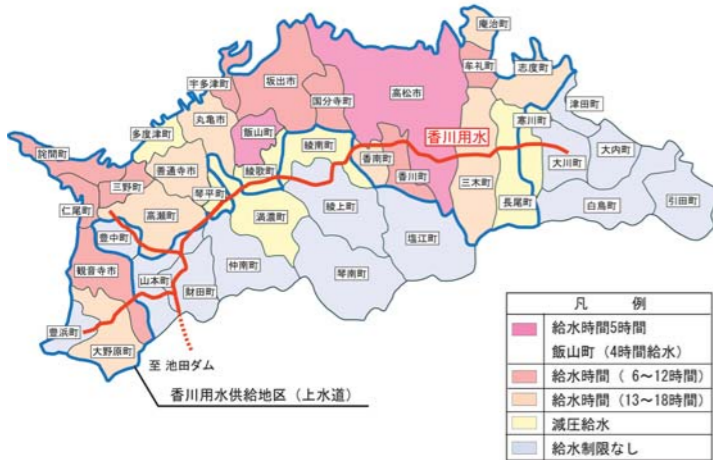 庵治町
牟礼町
志度町
坂出市
高松市
宇多津町
国分寺町
津田町
丸亀市
寒川町
多度津町
飯山町
綾南町
香川用水
大内町
詫間町
善通寺市
綾歌町
香南町
大川町
三野町
琴平町
香川町
三木町
引田町
仁尾町
高瀬町
満濃町
綾上町
長尾町
白鳥町
豊中町
塩江町
観音寺市
仲南町
琴南町
山本町
財田町
豊浜町
大野原町
至 池田ダム
香川用水供給地区（上水道）
凡 例
給水時間5時間
飯山町（4時間給水）
給水時間（ 6～12時間）
給水時間（13～18時間）
減圧給水
給水制限なし